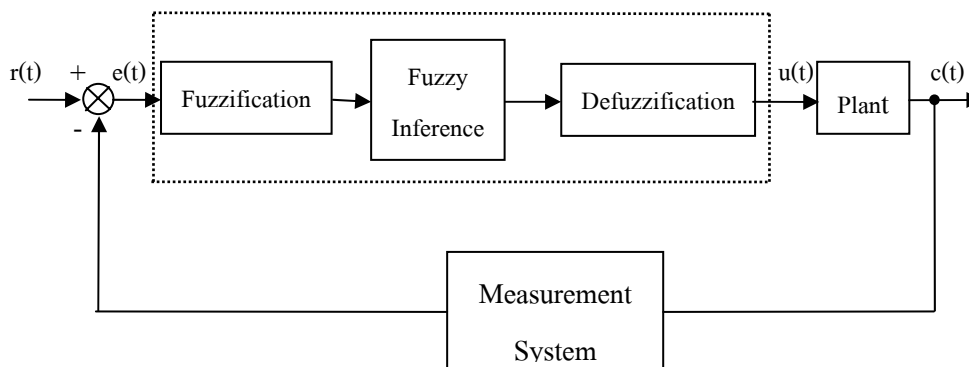 r(t)
+
e(t)
-
Fuzzification
Fuzzy
Inference
Defuzzification
u(t)
Plant
c(t)
Measurement
System